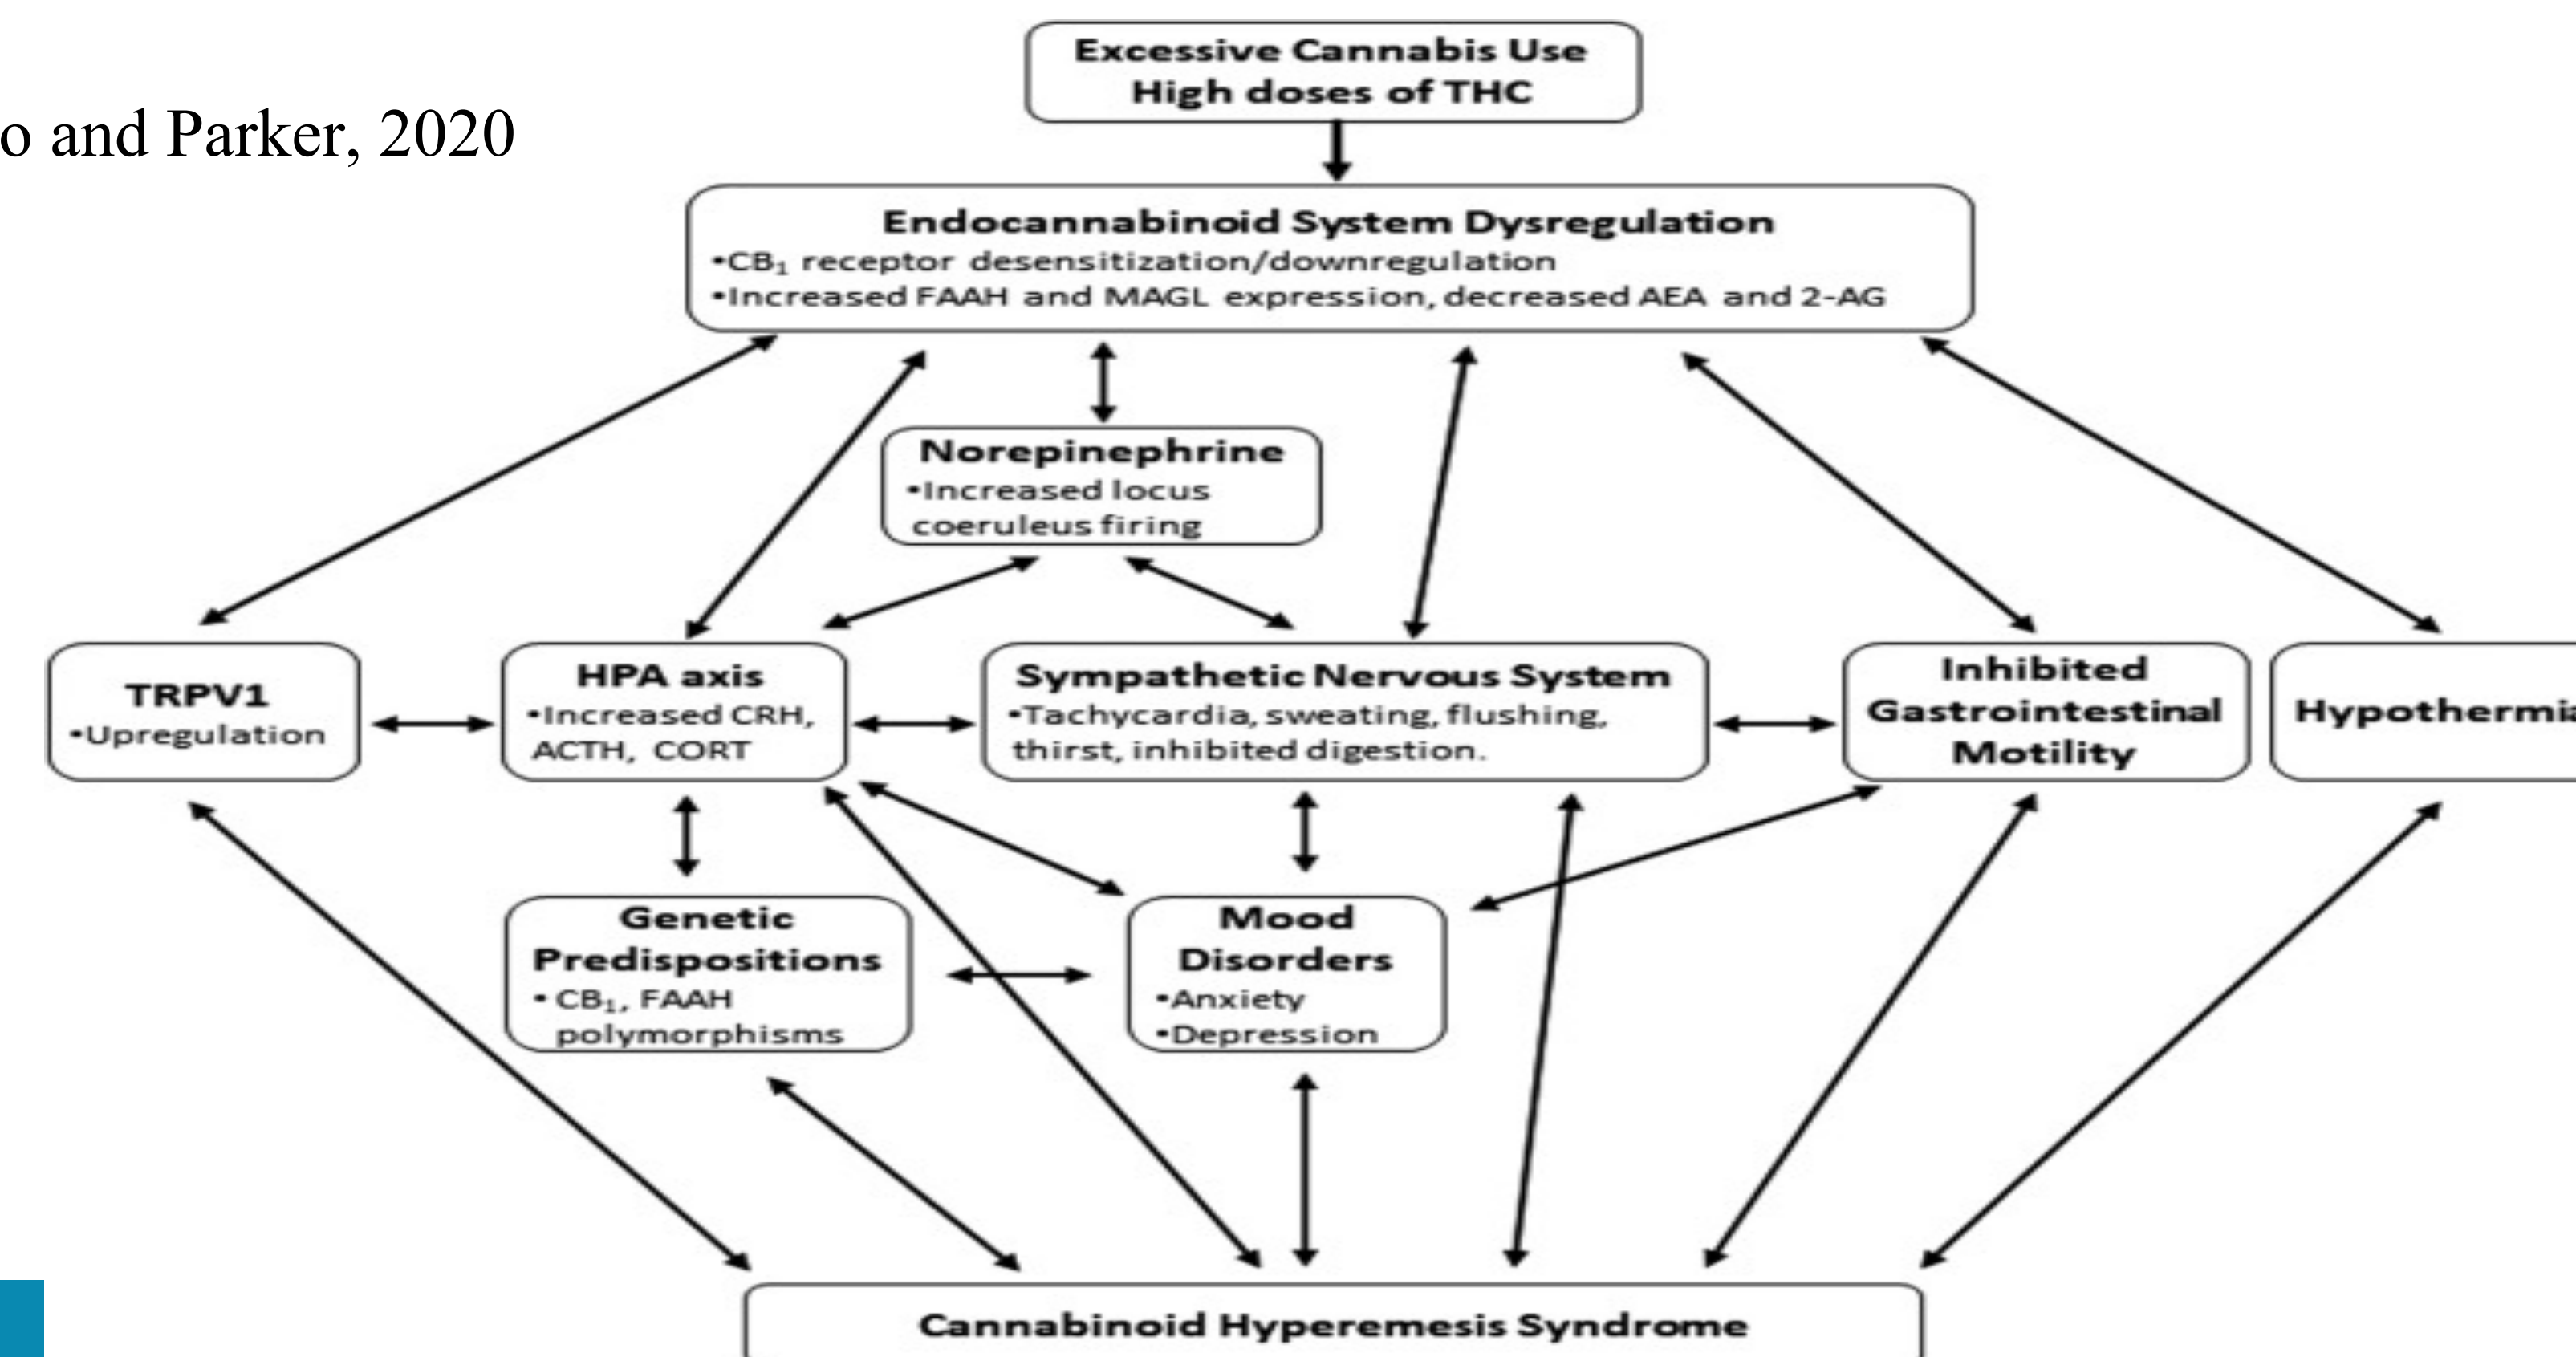 o and Parker, 2020
Excessive Cannabis Use
High doses of THC
Endocannabinoid System Dysregulation
•CB₁ receptor desensitization/downregulation
•Increased FAAH and MAGL expression, decreased AEA and 2-AG
Norepinephrine
•Increased locus
coeruleus firing
TRPV1
•Upregulation
HPA axis
•Increased CRH,
ACTH, CORT
Sympathetic Nervous System
•Tachycardia, sweating, flushing,
thirst, inhibited digestion.
Inhibited
Gastrointestinal
Motility
Hypothermia
Genetic
Predispositions
• CB₁, FAAH
polymorphisms
Mood
Disorders
•Anxiety
•Depression
Cannabinoid Hyperemesis Syndrome